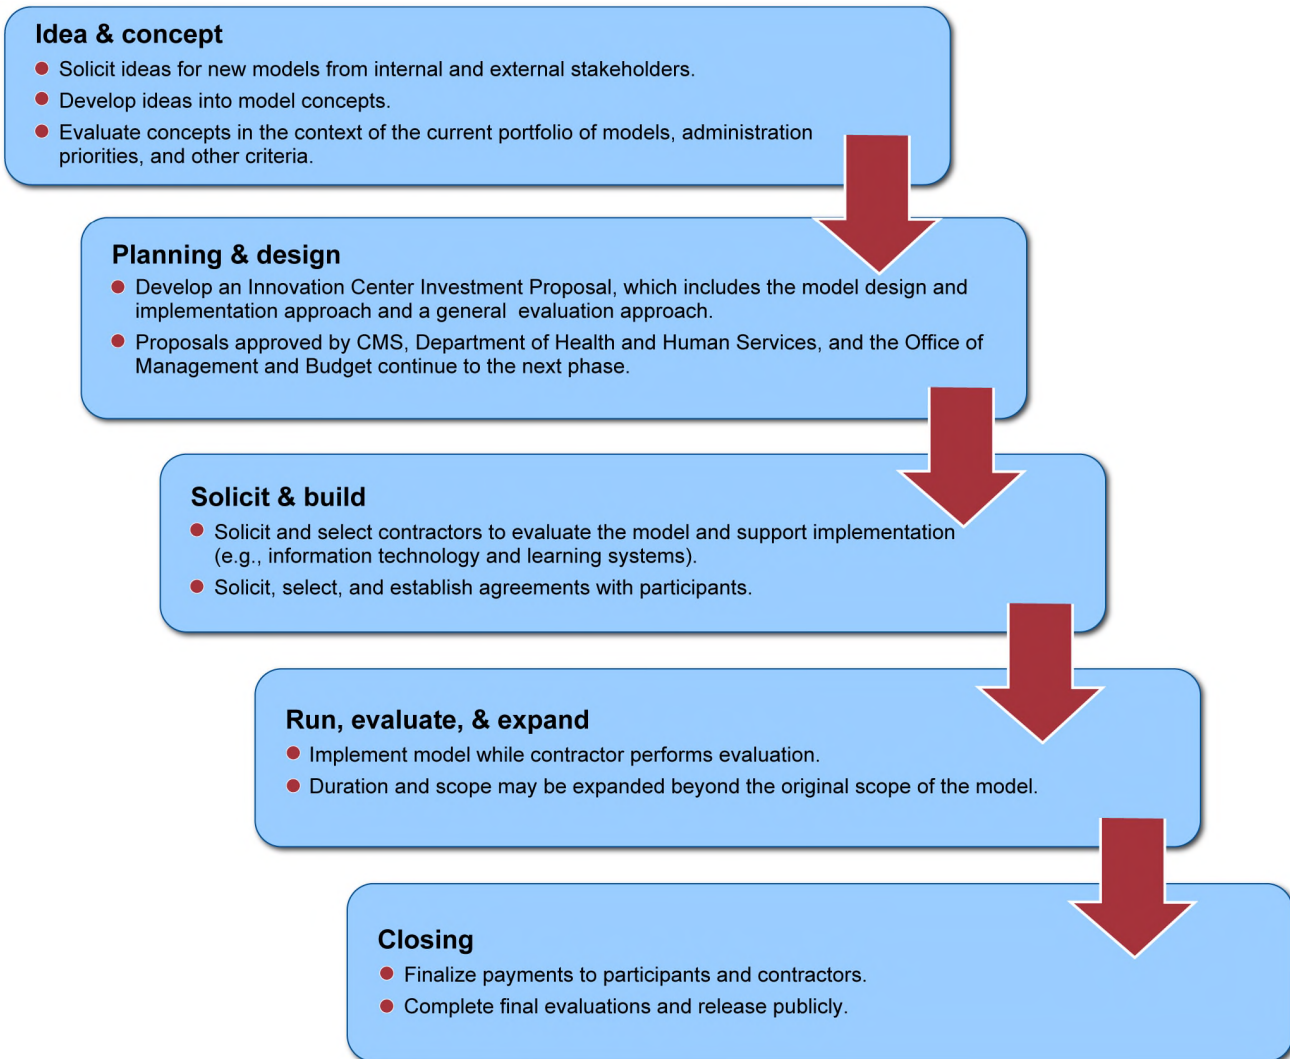 Idea & concept
Solicit ideas for new models from internal and external stakeholders.
Develop ideas into model concepts.
Evaluate concepts in the context of the current portfolio of models, administration
priorities, and other criteria.
Planning & design
Develop an Innovation Center Investment Proposal, which includes the model design and
implementation approach and a general evaluation approach.
Proposals approved by CMS, Department of Health and Human Services, and the Office of
Management and Budget continue to the next phase.
Solicit & build
Solicit and select contractors to evaluate the model and support implementation
(e.g., information technology and learning systems).
Solicit, select, and establish agreements with participants.
Run, evaluate, & expand
Implement model while contractor performs evaluation.
Duration and scope may be expanded beyond the original scope of the model.
Closing
Finalize payments to participants and contractors.
Complete final evaluations and release publicly.